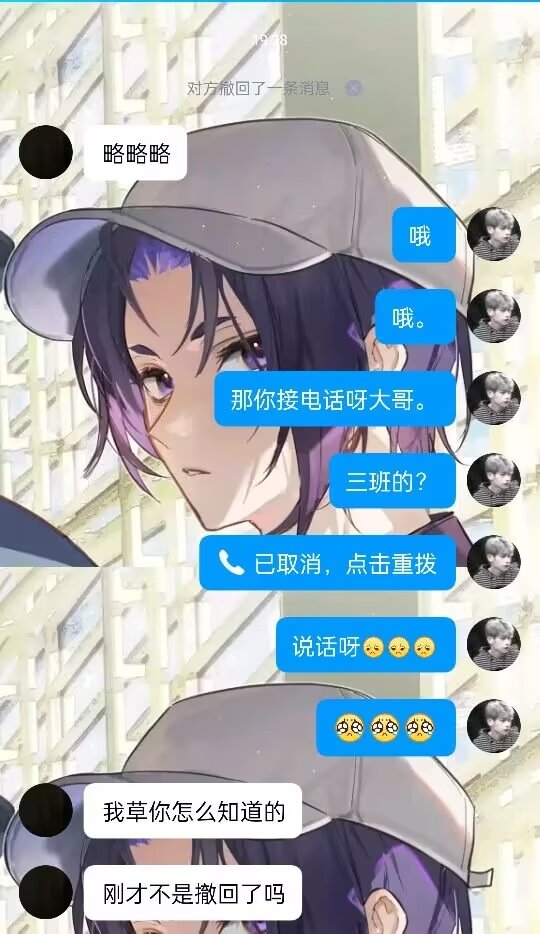 19:38
对方撤回了一条消息
略略略
哦
哦。
那你接电话呀大哥。
三班的？
已取消，点击重拨
说话呀🥺🥺🥺
🥺🥺🥺
我草你怎么知道的
刚才不是撤回了吗